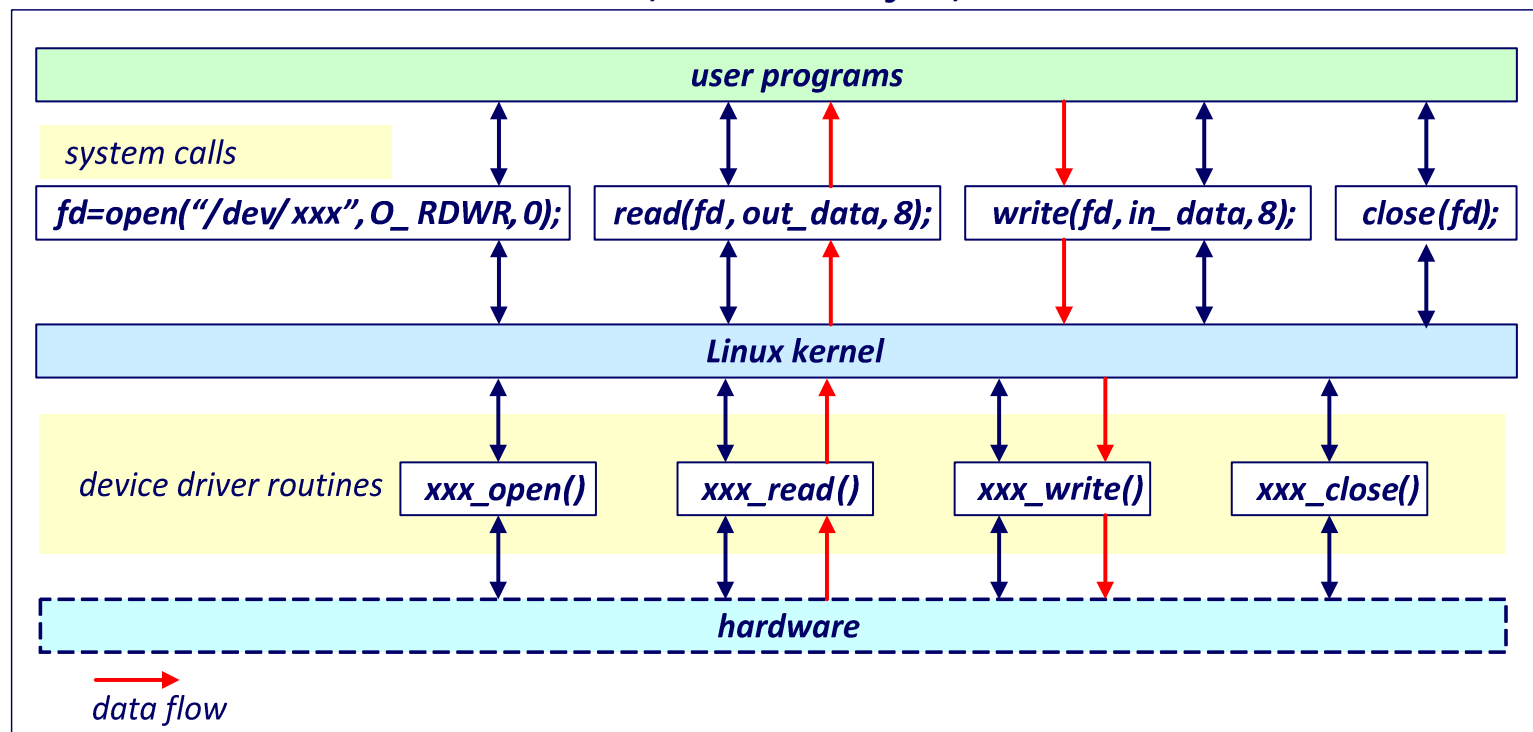 user programs
system calls
fd=open(“/dev/xxx”,O_RDWR,0);
read(fd,out_data,8);
write(fd,in_data,8);
close(fd);
Linux kernel
device driver routines
xxx_open()
xxx_read()
xxx_write()
xxx_close()
hardware
data flow